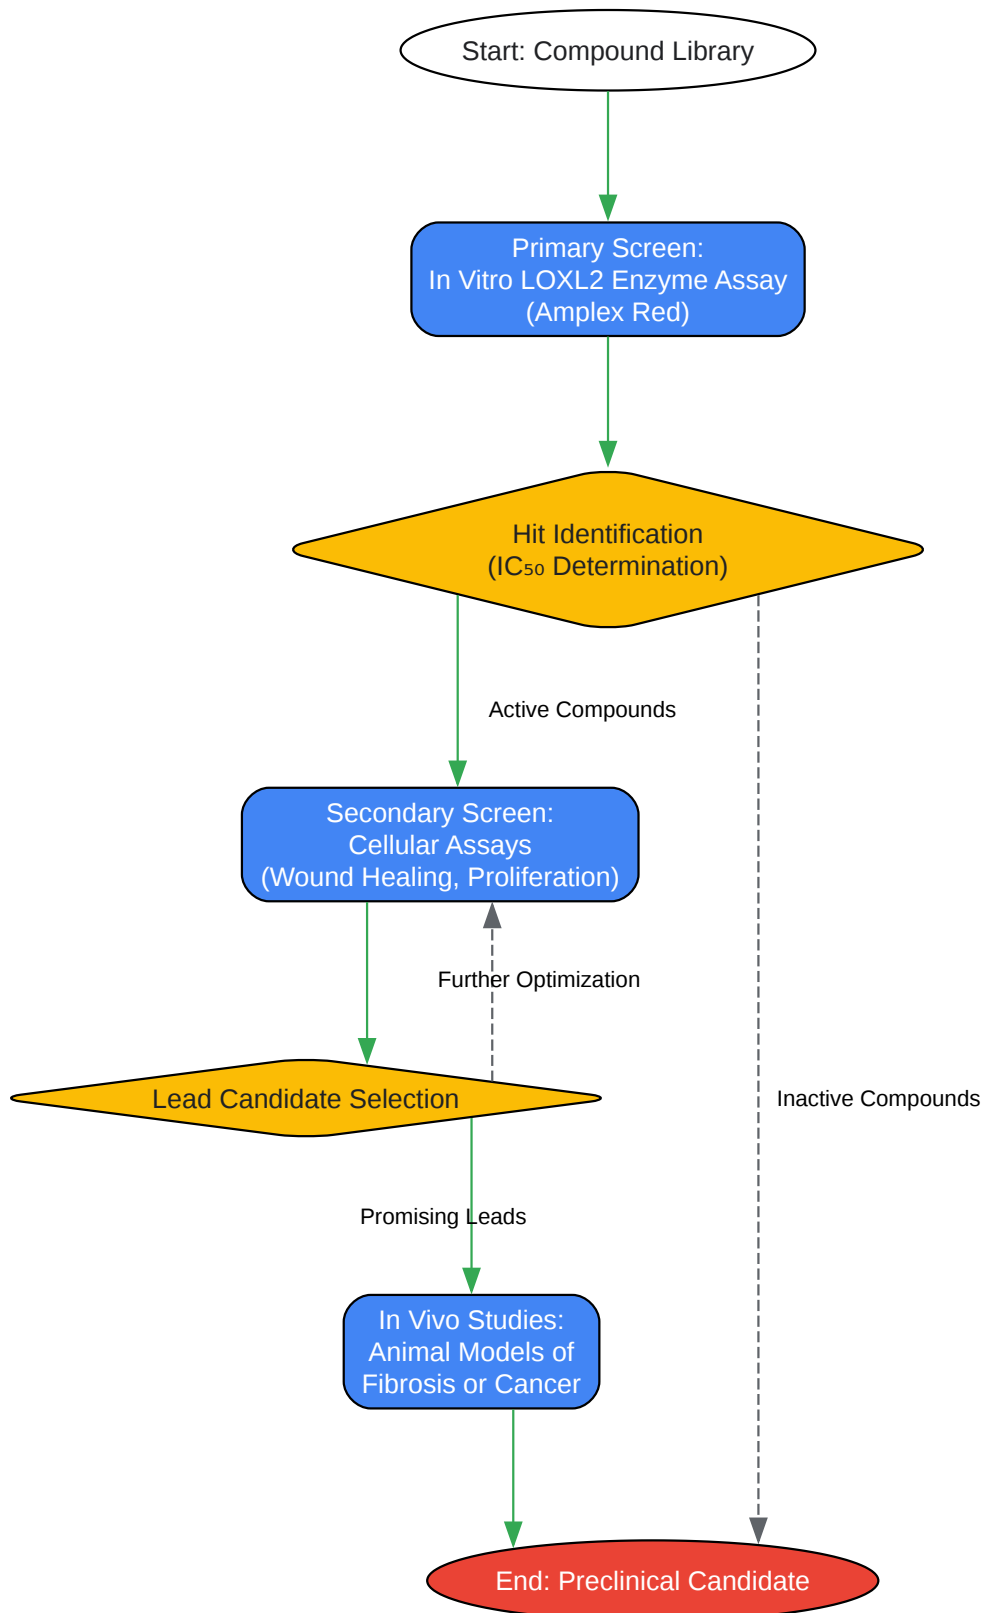 Start: Compound Library
Primary Screen:
In Vitro LOXL2 Enzyme Assay
(Amplex Red)
Hit Identification
(IC₅₀ Determination)
Active Compounds
Secondary Screen:
Cellular Assays
(Wound Healing, Proliferation)
Further Optimization
Lead Candidate Selection
Inactive Compounds
Promising Leads
In Vivo Studies:
Animal Models of
Fibrosis or Cancer
End: Preclinical Candidate